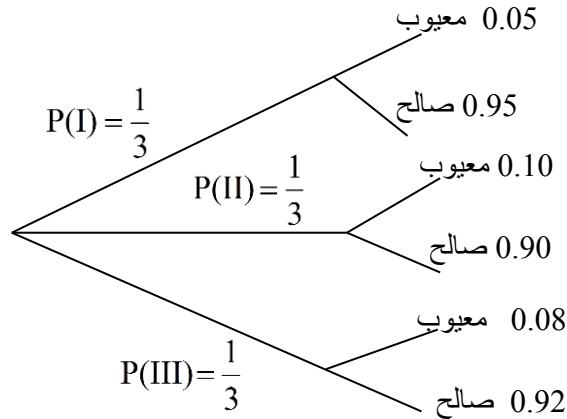 معيوب 0.05
P(I) = 1/3
صالح 0.95
معيوب 0.10
P(II) = 1/3
صالح 0.90
معيوب 0.08
P(III) = 1/3
صالح 0.92